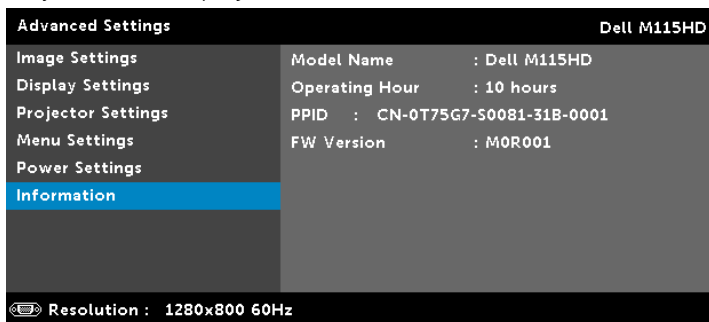 Advanced Settings Dell M115HD
Image Settings
Display Settings
Projector Settings
Menu Settings
Power Settings
Information
Model Name : Dell M115HD
Operating Hour : 10 hours
PPID : CN-0T75G7-S0081-31B-0001
FW Version : M0R001
Resolution : 1280x800 60Hz